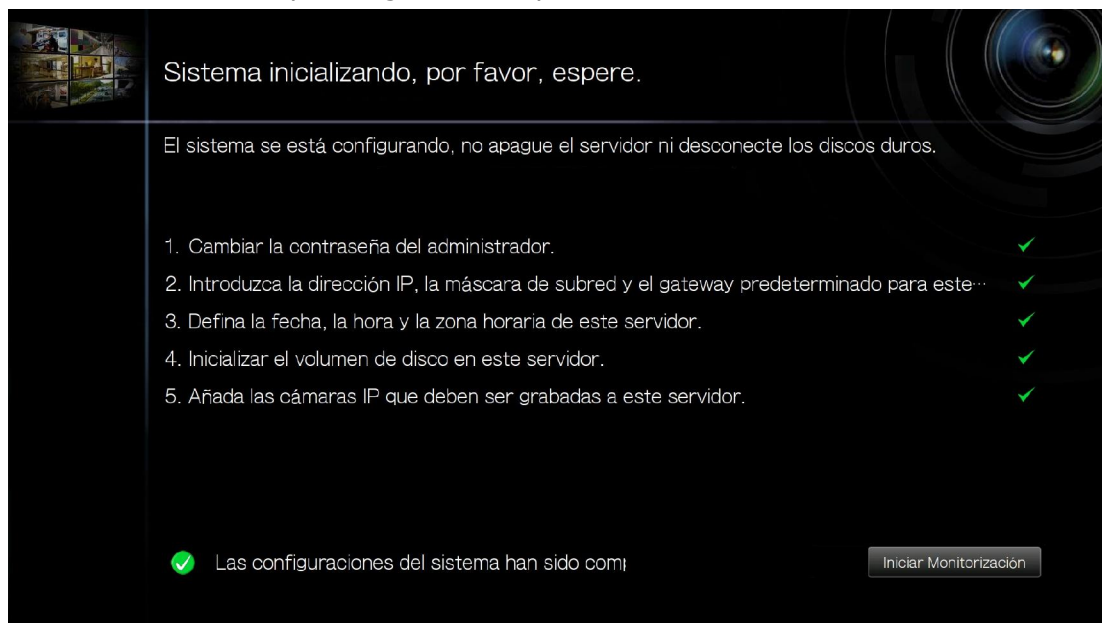 Sistema inicializando, por favor, espere.
El sistema se está configurando, no apague el servidor ni desconecte los discos duros.
1. Cambiar la contraseña del administrador.
2. Introduzca la dirección IP, la máscara de subred y el gateway predeterminado para este...
3. Defina la fecha, la hora y la zona horaria de este servidor.
4. Inicializar el volumen de disco en este servidor.
5. Añada las cámaras IP que deben ser grabadas a este servidor.
Las configuraciones del sistema han sido
Iniciar Monitorización